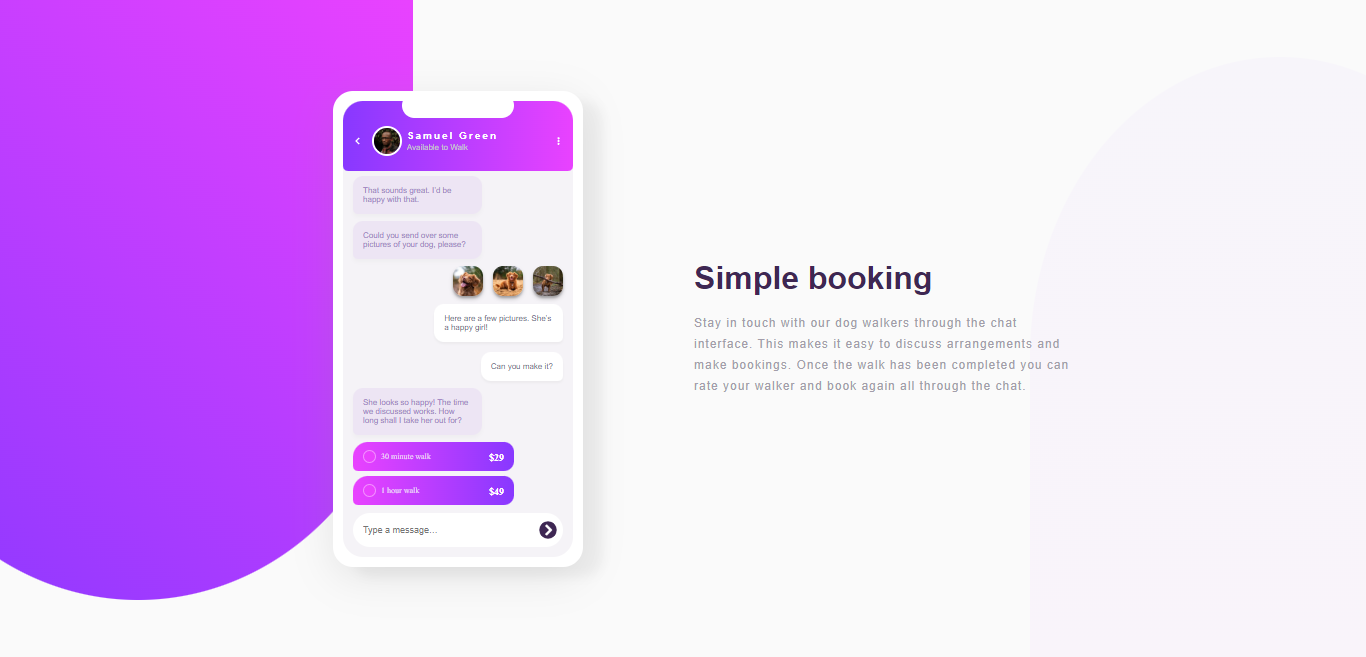 Samuel Green
Available to Walk
That sounds great. I'd be
happy with that.
Could you send over some
pictures of your dog, please?
Here are a few pictures. She's
a happy girl!
Can you make it?
She looks so happy! The time
we discussed works. How
long shall I take her out for?
30 minute walk $29
1 hour walk $49
Type a message…
Simple booking
Stay in touch with our dog walkers through the chat
interface. This makes it easy to discuss arrangements and
make bookings. Once the walk has been completed you can
rate your walker and book again all through the chat.